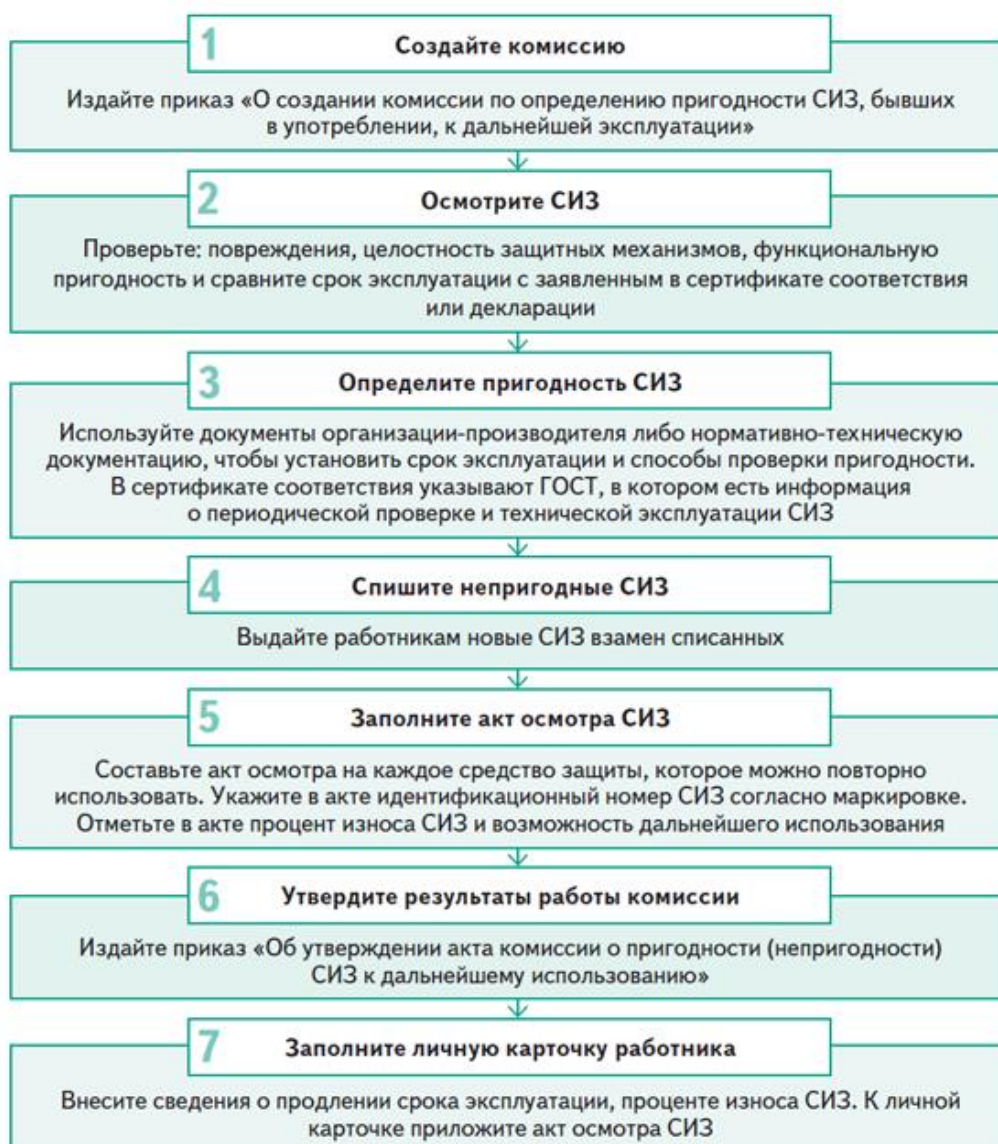 1 Создайте комиссию
Издайте приказ «О создании комиссии по определению пригодности СИЗ, бывших
в употреблении, к дальнейшей эксплуатации»
2 Осмотрите СИЗ
Проверьте: повреждения, целостность защитных механизмов, функциональную
пригодность и сравните срок эксплуатации с заявленным в сертификате соответствия
или декларации
3 Определите пригодность СИЗ
Используйте документы организации-производителя либо нормативно-техническую
документацию, чтобы установить срок эксплуатации и способы проверки пригодности.
В сертификате соответствия указывают ГОСТ, в котором есть информация
о периодической проверке и технической эксплуатации СИЗ
4 Спишите непригодные СИЗ
Выдайте работникам новые СИЗ взамен списанных
5 Заполните акт осмотра СИЗ
Составьте акт осмотра на каждое средство защиты, которое можно повторно
использовать. Укажите в акте идентификационный номер СИЗ согласно маркировке.
Отметьте в акте процент износа СИЗ и возможность дальнейшего использования
6 Утвердите результаты работы комиссии
Издайте приказ «Об утверждении акта комиссии о пригодности (непригодности)
СИЗ к дальнейшему использованию»
7 Заполните личную карточку работника
Внесите сведения о продлении срока эксплуатации, проценте износа СИЗ. К личной
карточке приложите акт осмотра СИЗ